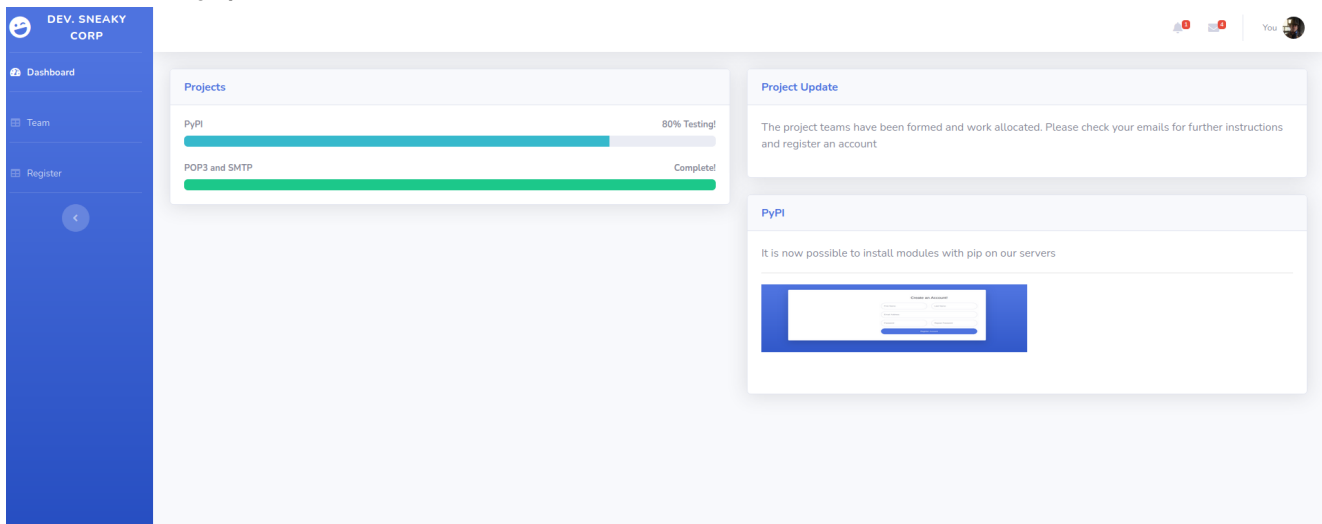 DEV. SNEAKY
CORP
1
4
You
Dashboard
Team
Register
Projects
PyPI
80% Testing!
POP3 and SMTP
Complete!
Project Update
The project teams have been formed and work allocated. Please check your emails for further instructions
and register an account
PyPI
It is now possible to install modules with pip on our servers
Create an Account!